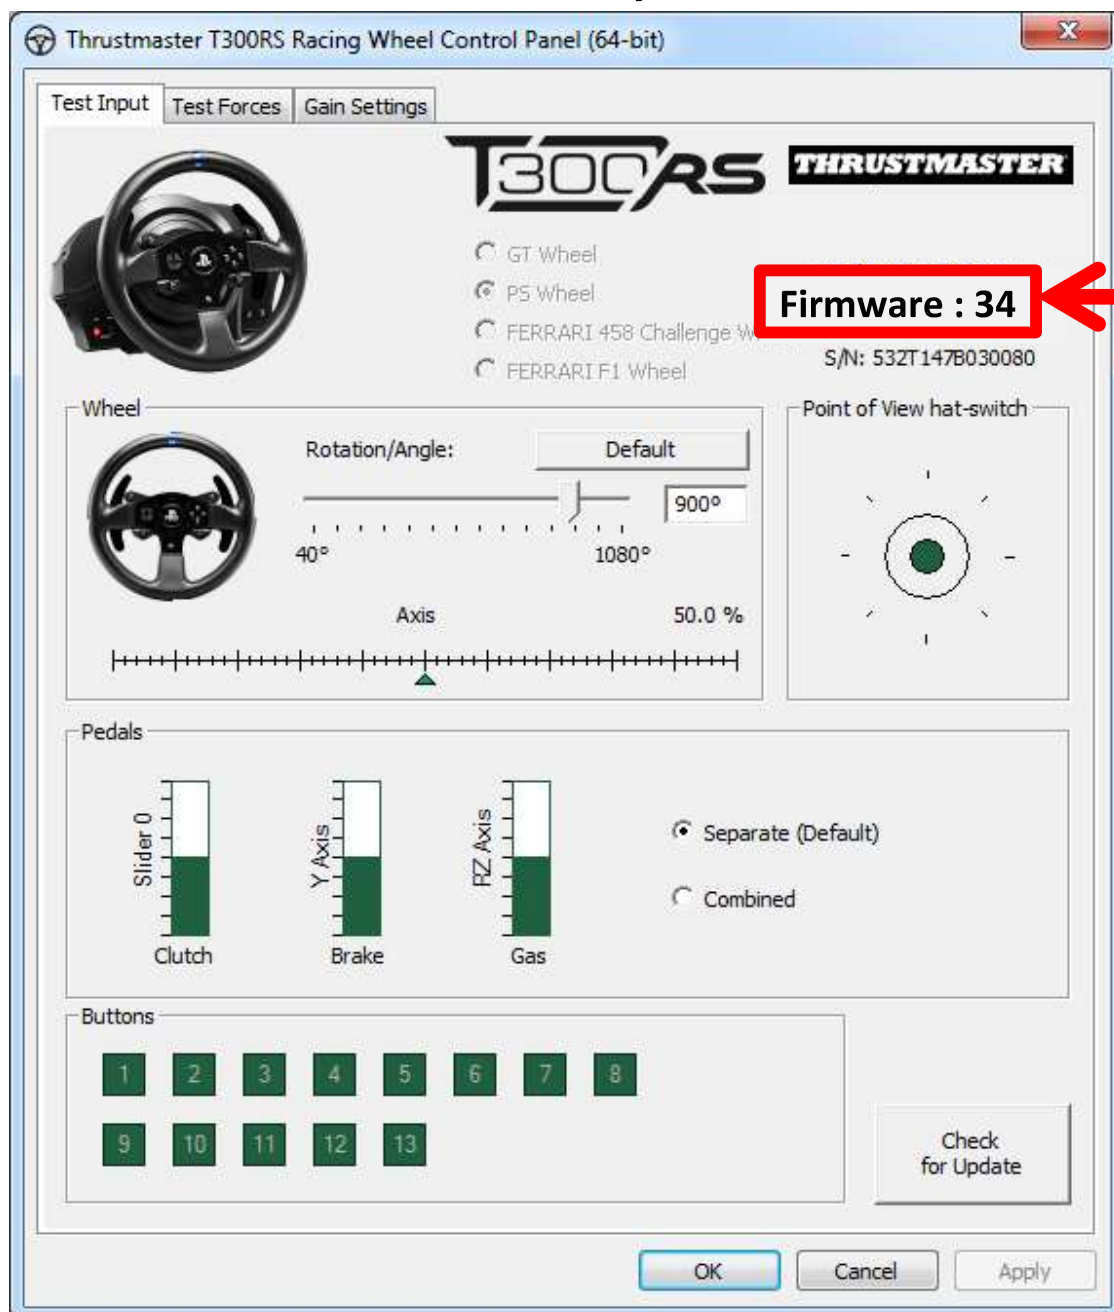 Thrustmaster T300RS Racing Wheel Control Panel (64-bit)
Test Input
Test Forces
Gain Settings
T300RS
THRUSTMASTER
GT Wheel
PS Wheel
FERRARI 458 Challenge W
FERRARI F1 Wheel
Firmware : 34
S/N: 532T147B030080
Wheel
Rotation/Angle:
Default
900°
40°
1080°
Axis
50.0 %
Point of View hat-switch
Pedals
Slider 0
Clutch
Y Axis
Brake
RZ Axis
Gas
Separate (Default)
Combined
Buttons
1 2 3 4 5 6 7 8
9 10 11 12 13
Check
for Update
OK
Cancel
Apply